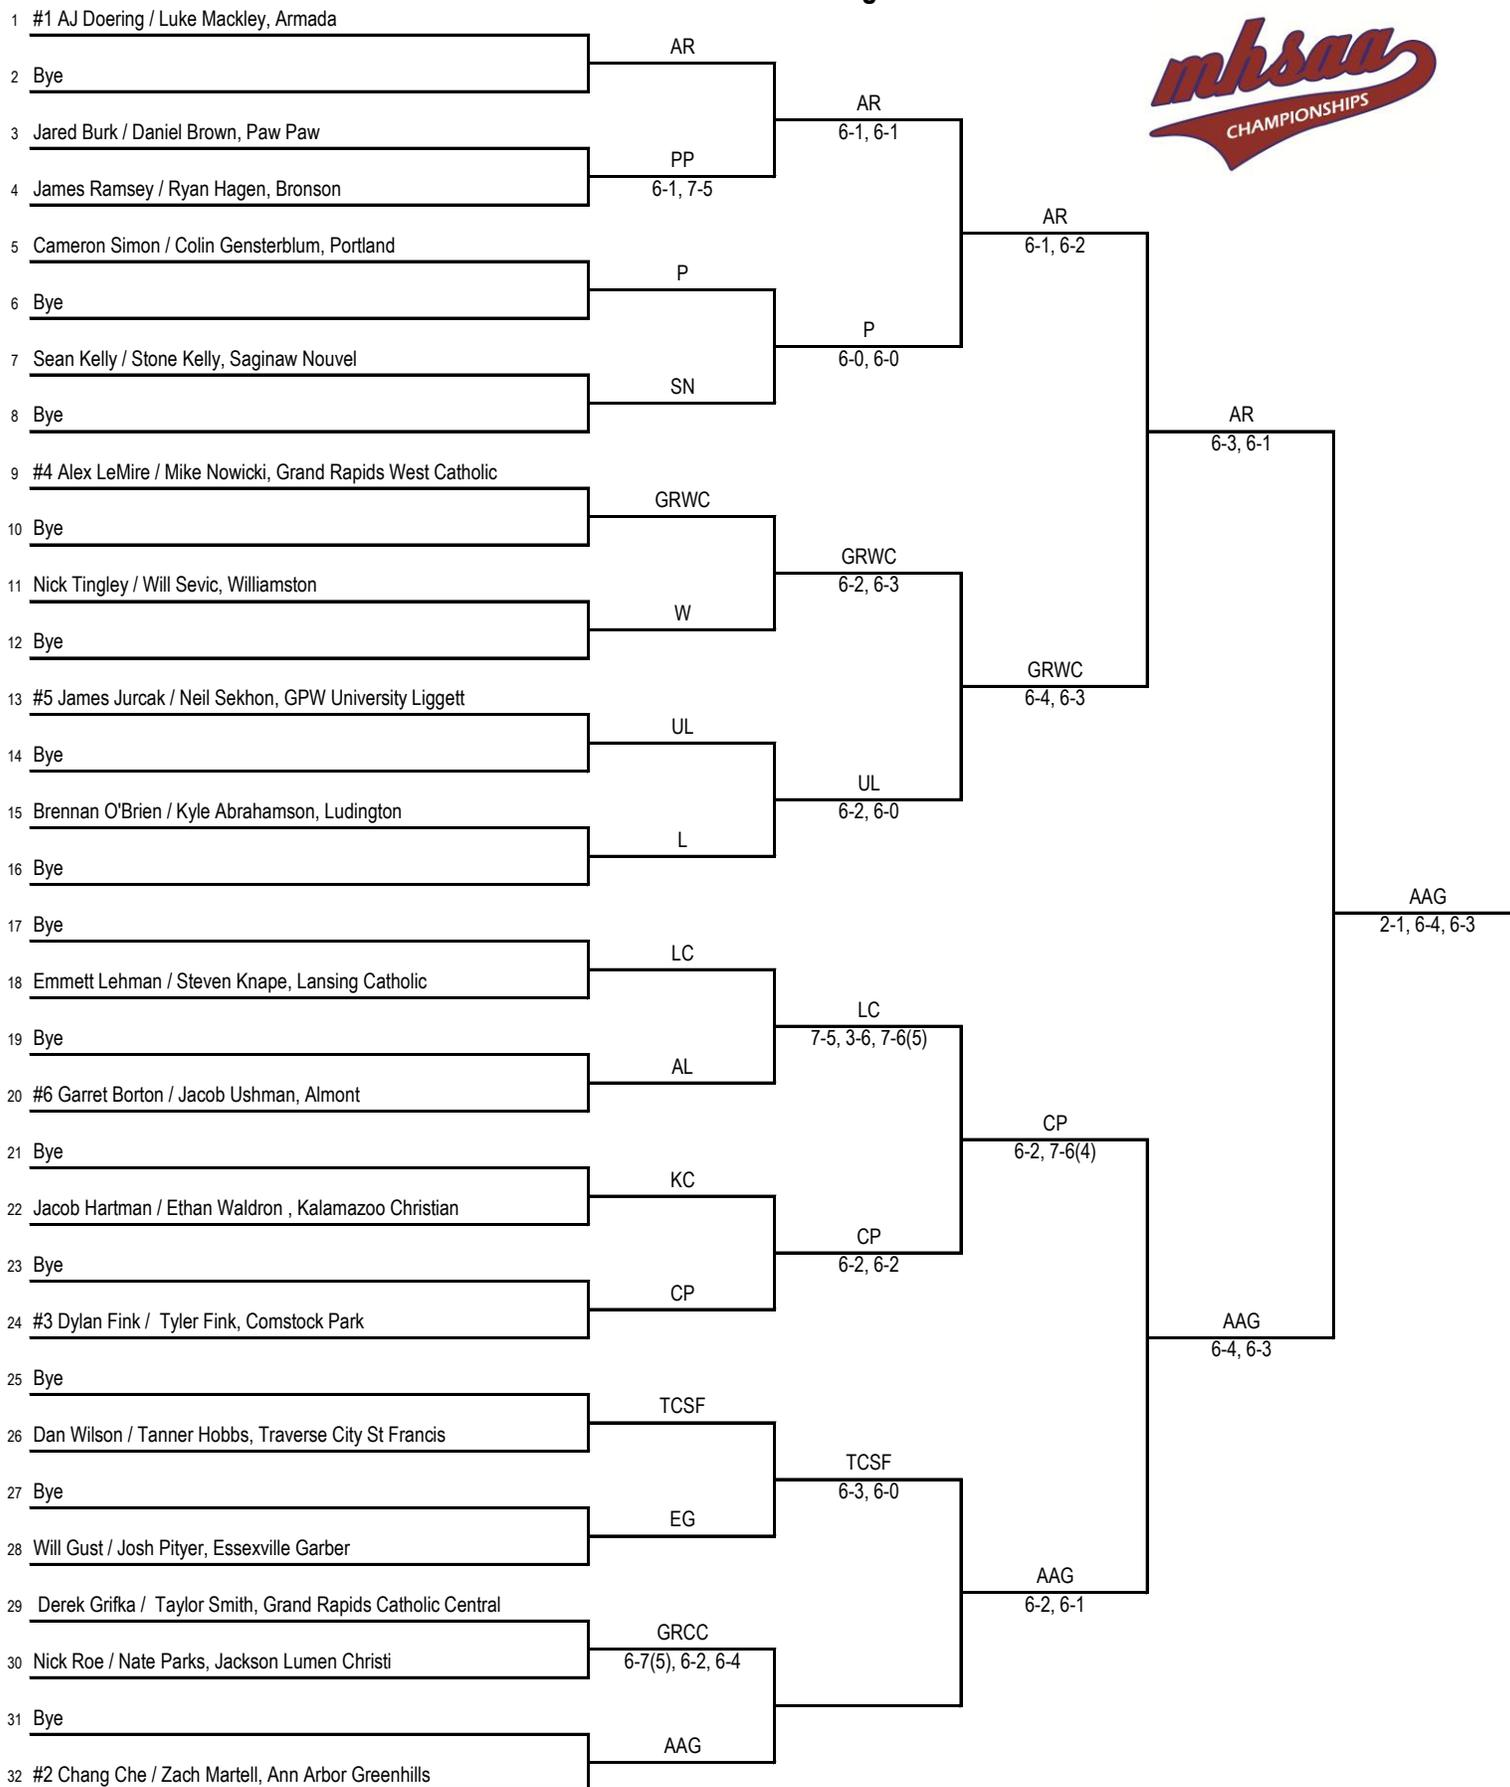 1 #1 AJ Doering / Luke Mackley, Armada
mhsaa
AR
2 Bye
AR
CHAMPIONSHIPS
3 Jared Burk / Daniel Brown, Paw Paw
6-1, 6-1
PP
4 James Ramsey / Ryan Hagen, Bronson
6-1, 7-5
AR
5 Cameron Simon / Colin Gensterblum, Portland
6-1, 6-2
P
6 Bye
P
7 Sean Kelly / Stone Kelly, Saginaw Nouvel
6-0, 6-0
SN
8 Bye
AR
6-3, 6-1
9 #4 Alex LeMire / Mike Nowicki, Grand Rapids West Catholic
GRWC
10 Bye
GRWC
11 Nick Tingley / Will Sevic, Williamston
6-2, 6-3
W
12 Bye
GRWC
13 #5 James Jurcak / Neil Sekhon, GPW University Liggett
6-4, 6-3
UL
14 Bye
UL
15 Brennan O'Brien / Kyle Abrahamson, Ludington
6-2, 6-0
L
16 Bye
AAG
17 Bye
2-1, 6-4, 6-3
LC
18 Emmett Lehman / Steven Knape, Lansing Catholic
LC
19 Bye
7-5, 3-6, 7-6(5)
AL
20 #6 Garret Borton / Jacob Ushman, Almont
CP
21 Bye
6-2, 7-6(4)
KC
22 Jacob Hartman / Ethan Waldron , Kalamazoo Christian
CP
23 Bye
6-2, 6-2
CP
24 #3 Dylan Fink /  Tyler Fink, Comstock Park
AAG
6-4, 6-3
25 Bye
TCSF
26 Dan Wilson / Tanner Hobbs, Traverse City St Francis
TCSF
27 Bye
6-3, 6-0
EG
28 Will Gust / Josh Pityer, Essexville Garber
AAG
29 Derek Grifka /  Taylor Smith, Grand Rapids Catholic Central
6-2, 6-1
GRCC
30 Nick Roe / Nate Parks, Jackson Lumen Christi
6-7(5), 6-2, 6-4
31 Bye
AAG
32 #2 Chang Che / Zach Martell, Ann Arbor Greenhills